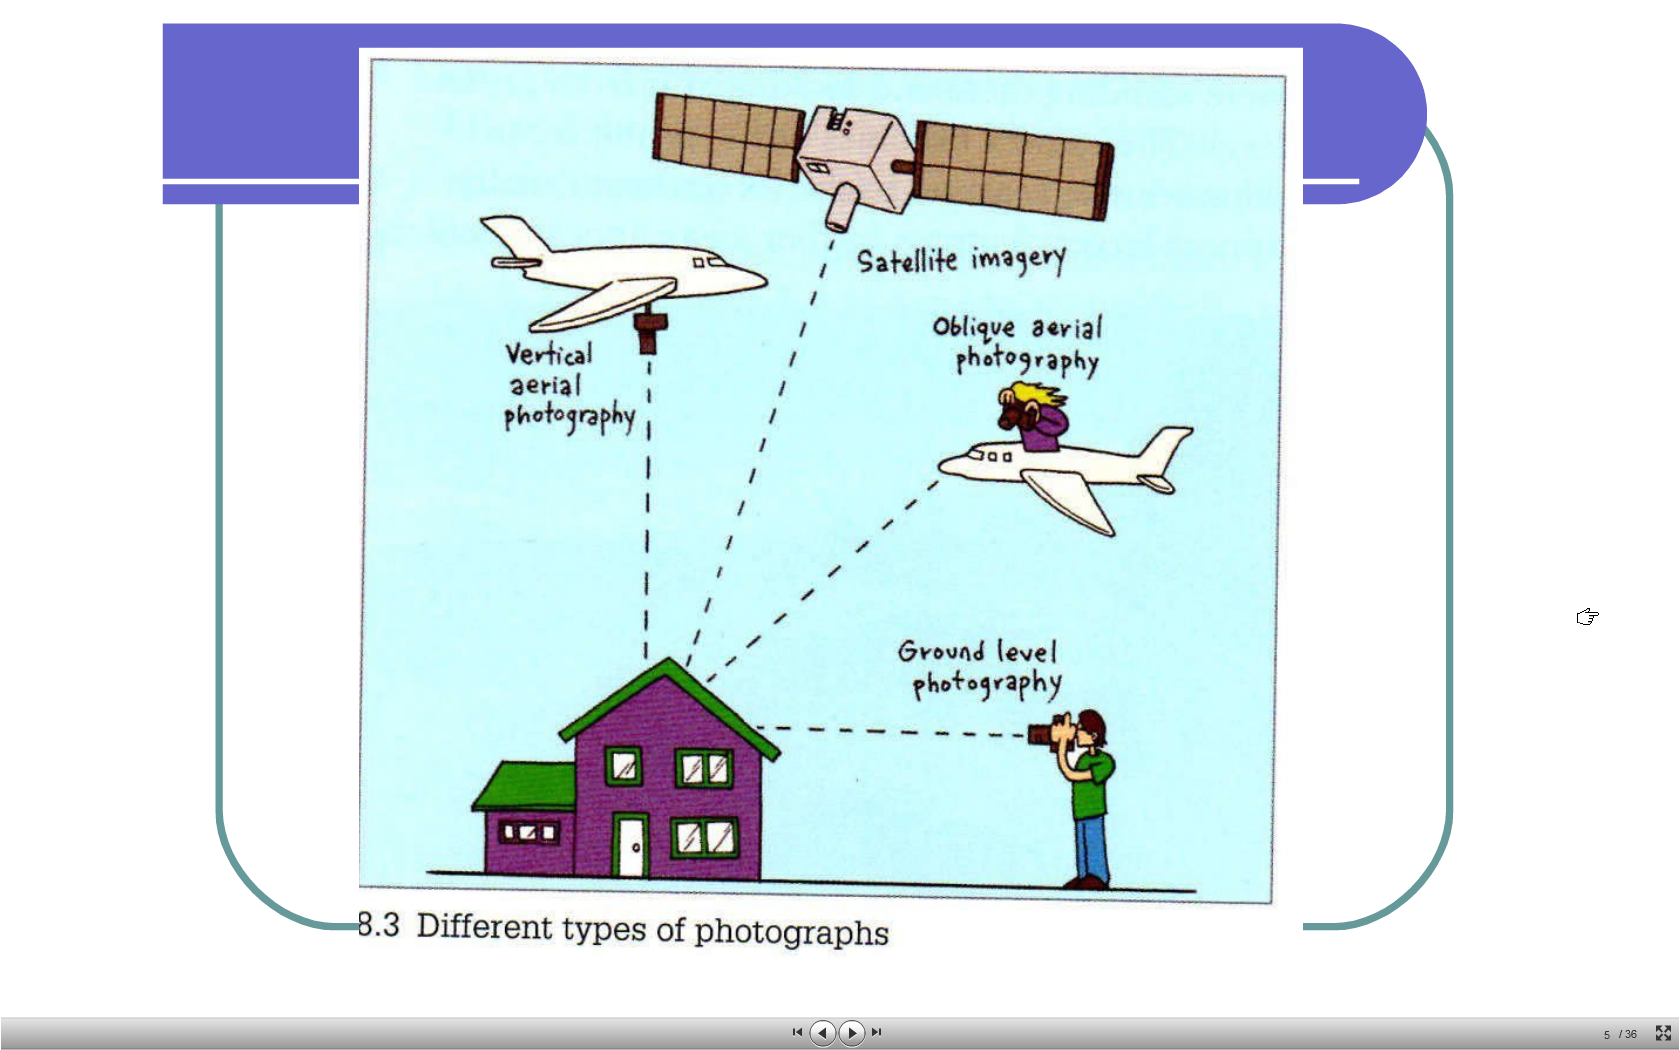 Satellite imagery
Vertical
aerial
photography
Oblique aerial
photography
Ground level
photography
8.3 Different types of photographs
5 / 36